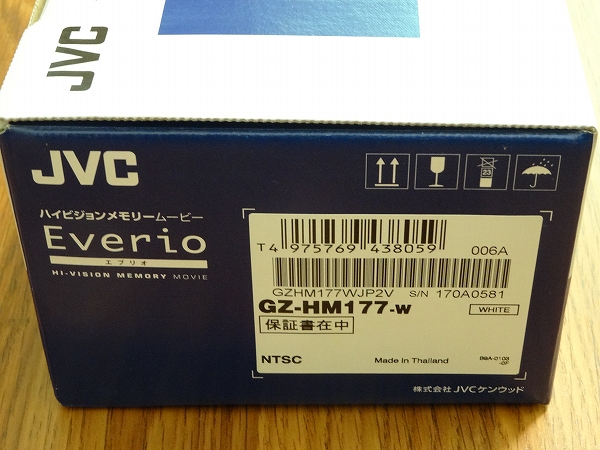 JVC
JVC
23
ハイビジョンメモリームービー
Everio
エブリオ
HI-VISION MEMORY MOVIE
T4 975769 438059
006A
GZHM177WJP2V S/N 170A0581
GZ-HM177-W
WHITE
保証書在中
NTSC
Made in Thailand
株式会社 JVCケンウッド